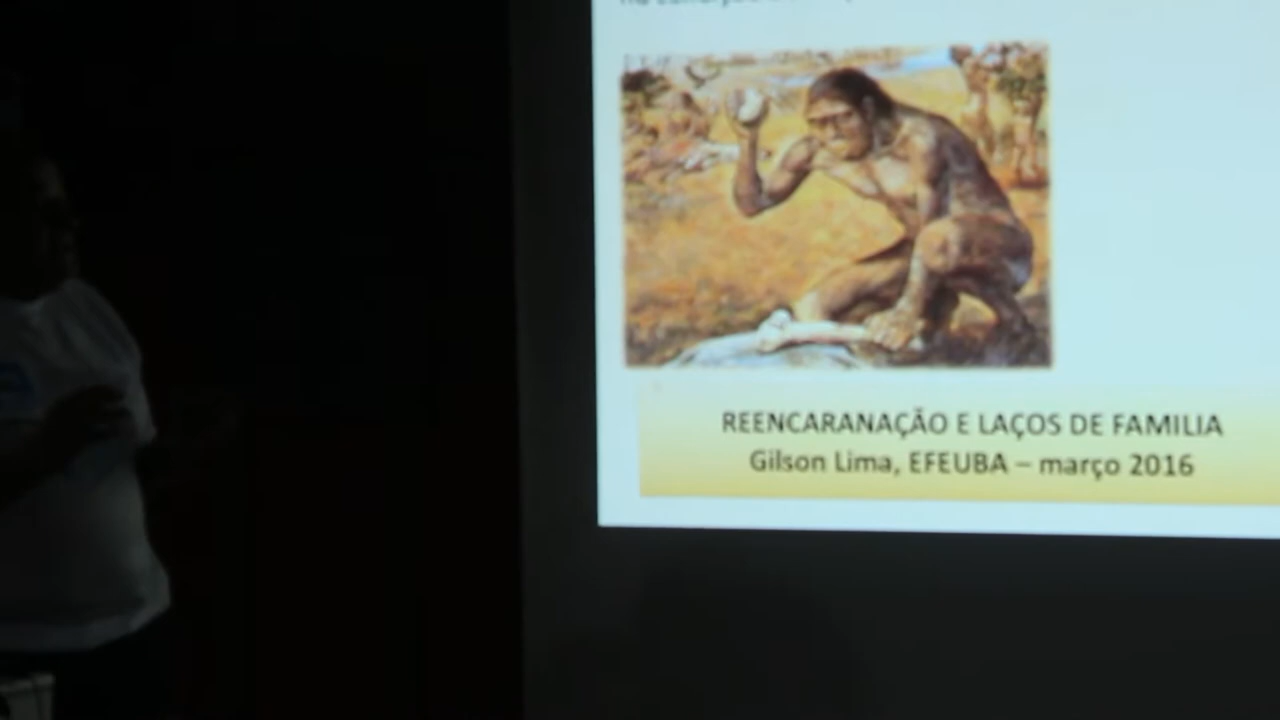 REENCARANAÇÃO E LAÇOS DE FAMILIA
Gilson Lima, EFEUBA – março 2016